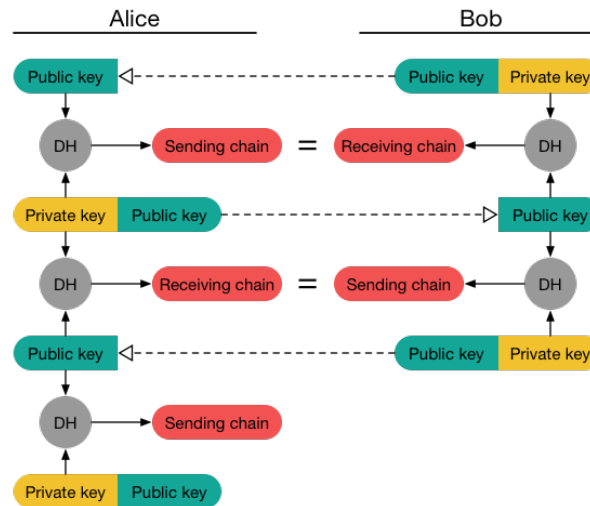 Alice Bob
Public key Public key Private key
DH Sending chain = Receiving chain DH
Private key Public key Public key
DH Receiving chain = Sending chain DH
Public key Public key Private key
DH Sending chain
Private key Public key